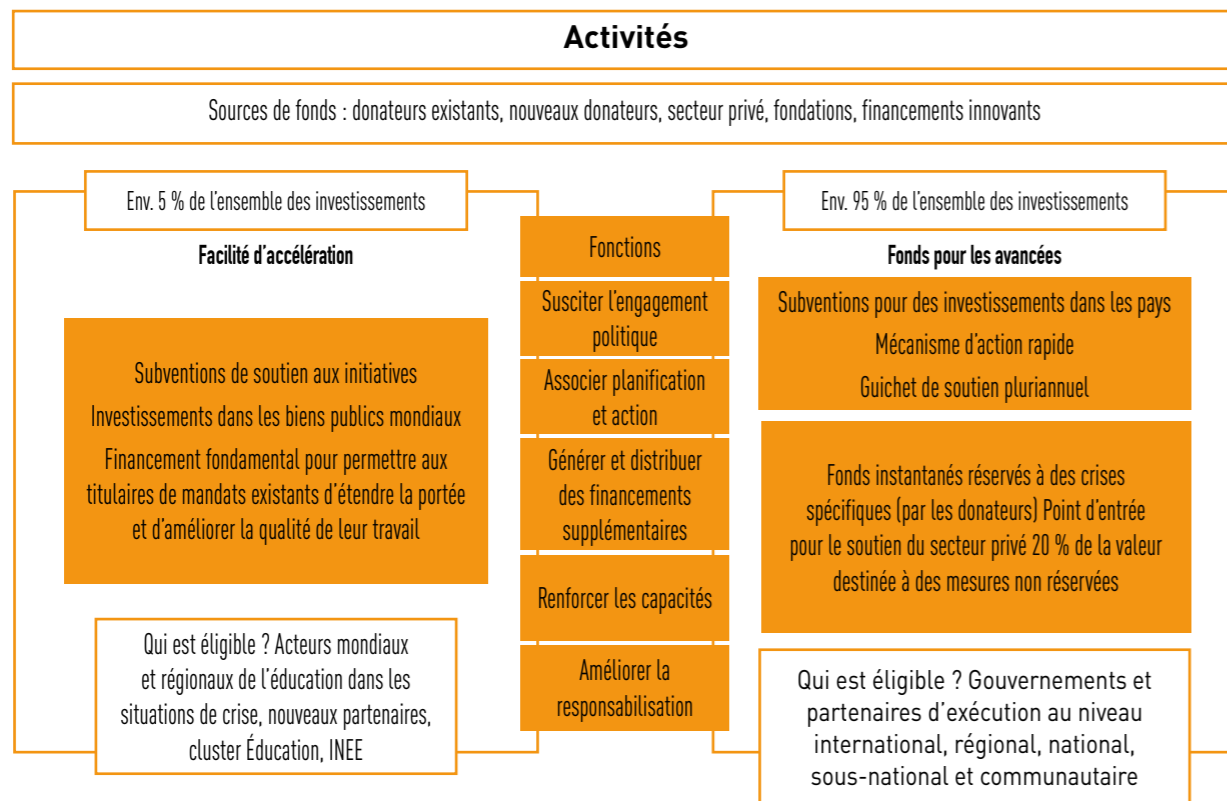 Activités
Sources de fonds : donateurs existants, nouveaux donateurs, secteur privé, fondations, financements innovants
Env. 5 % de l’ensemble des investissements
Facilité d’accélération
Subventions de soutien aux initiatives
Investissements dans les biens publics mondiaux
Financement fondamental pour permettre aux
titulaires de mandats existants d’étendre la portée
et d’améliorer la qualité de leur travail
Qui est éligible ? Acteurs mondiaux
et régionaux de l’éducation dans les
situations de crise, nouveaux partenaires,
cluster Éducation, INEE
Fonctions
Susciter l’engagement
politique
Associer planification
et action
Générer et distribuer
des financements
supplémentaires
Renforcer les capacités
Améliorer la
responsabilisation
Env. 95 % de l’ensemble des investissements
Fonds pour les avancées
Subventions pour des investissements dans les pays
Mécanisme d’action rapide
Guichet de soutien pluriannuel
Fonds instantanés réservés à des crises
spécifiques (par les donateurs) Point d’entrée
pour le soutien du secteur privé 20 % de la valeur
destinée à des mesures non réservées
Qui est éligible ? Gouvernements et
partenaires d’exécution au niveau
international, régional, national,
sous-national et communautaire